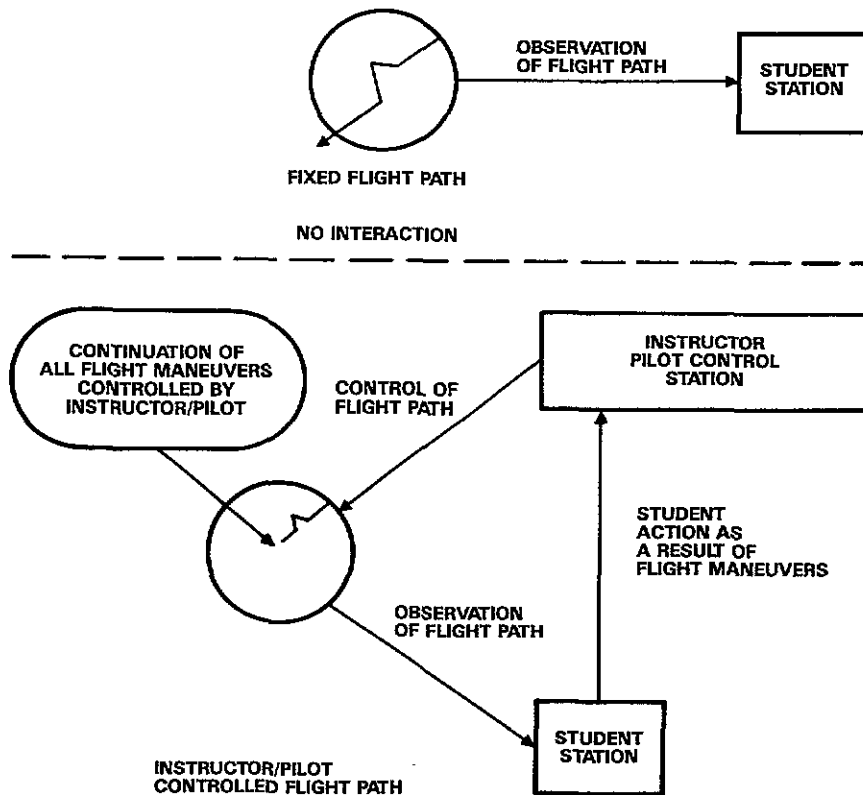 OBSERVATION
OF FLIGHT PATH
STUDENT
STATION
FIXED FLIGHT PATH
NO INTERACTION
CONTINUATION OF
ALL FLIGHT MANEUVERS
CONTROLLED BY
INSTRUCTOR/PILOT
CONTROL OF
FLIGHT PATH
INSTRUCTOR
PILOT CONTROL
STATION
STUDENT
ACTION AS
A RESULT OF
FLIGHT MANEUVERS
OBSERVATION
OF FLIGHT PATH
STUDENT
STATION
INSTRUCTOR/PILOT
CONTROLLED FLIGHT PATH